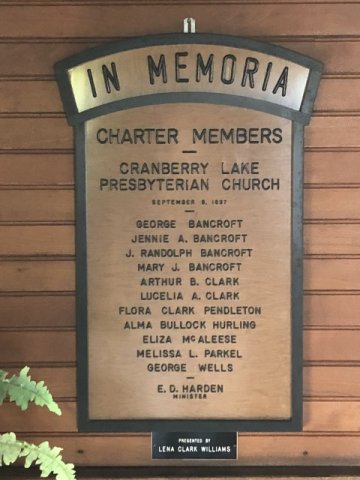 IN MEMORIA
CHARTER MEMBERS
CRANBERRY LAKE
PRESBYTERIAN CHURCH
SEPTEMBER 9, 1897
GEORGE BANCROFT
JENNIE A. BANCROFT
J. RANDOLPH BANCROFT
MARY J. BANCROFT
ARTHUR B. CLARK
LUCELIA A. CLARK
FLORA CLARK PENDLETON
ALMA BULLOCK HURLING
ELIZA McALEESE
MELISSA L. PARKEL
GEORGE WELLS
E. D. HARDEN
MINISTER
PRESENTED BY
LENA CLARK WILLIAMS